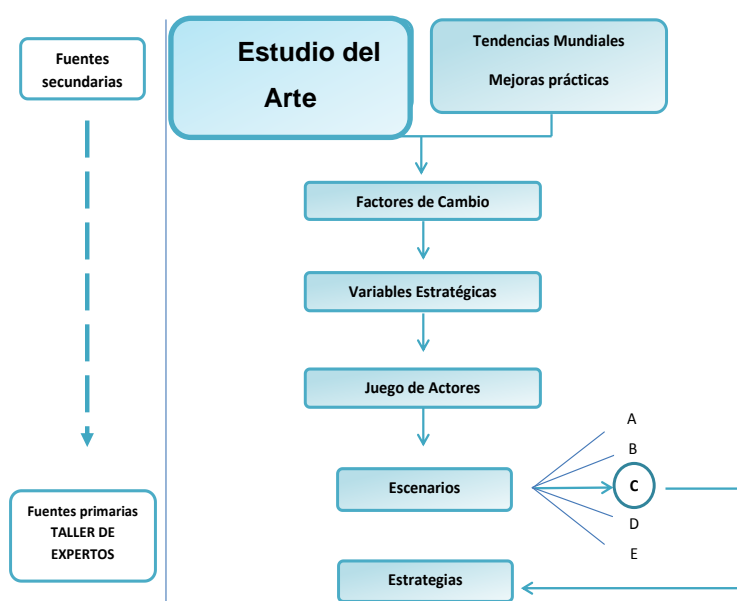 Fuentes
secundarias
Estudio del
Arte
Tendencias Mundiales
Mejoras prácticas
Factores de Cambio
Variables Estratégicas
Juego de Actores
A
B
Escenarios
C
D
E
Fuentes primarias
TALLER DE
EXPERTOS
Estrategias